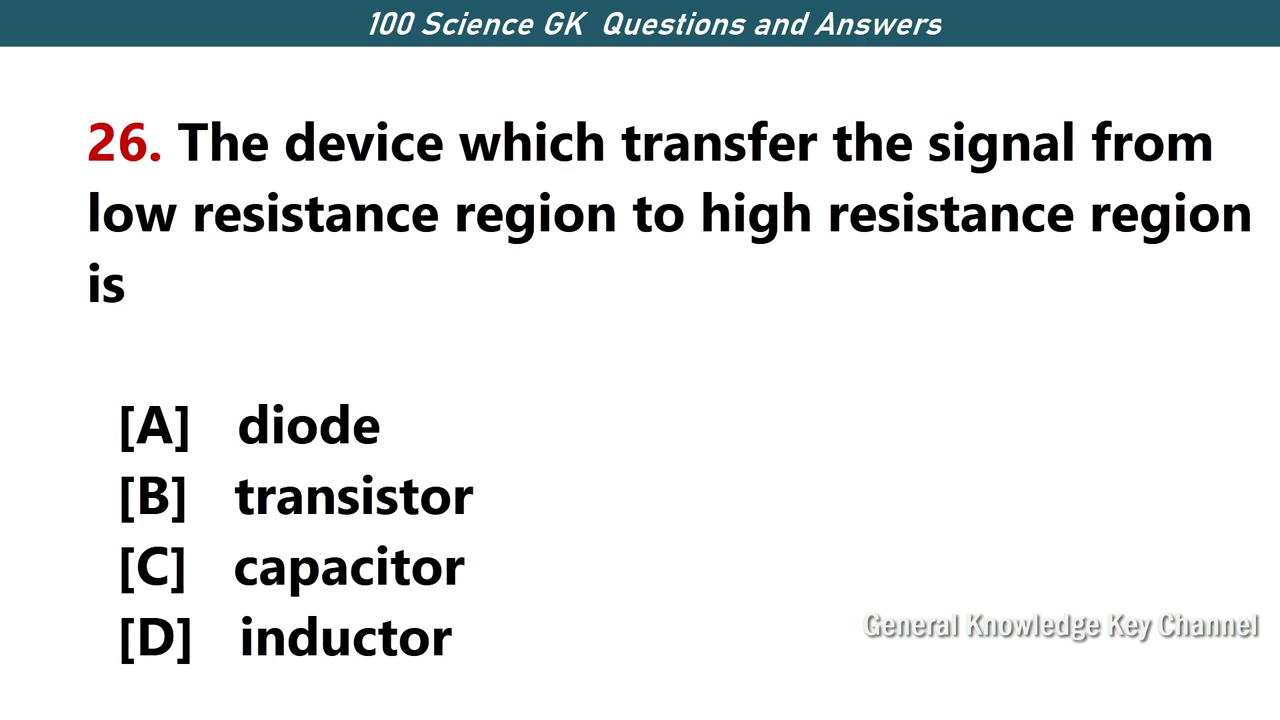 100 Science GK Questions and Answers
26. The device which transfer the signal from
low resistance region to high resistance region
is
[A] diode
[B] transistor
[C] capacitor
[D] inductor
General Knowledge Key Channel